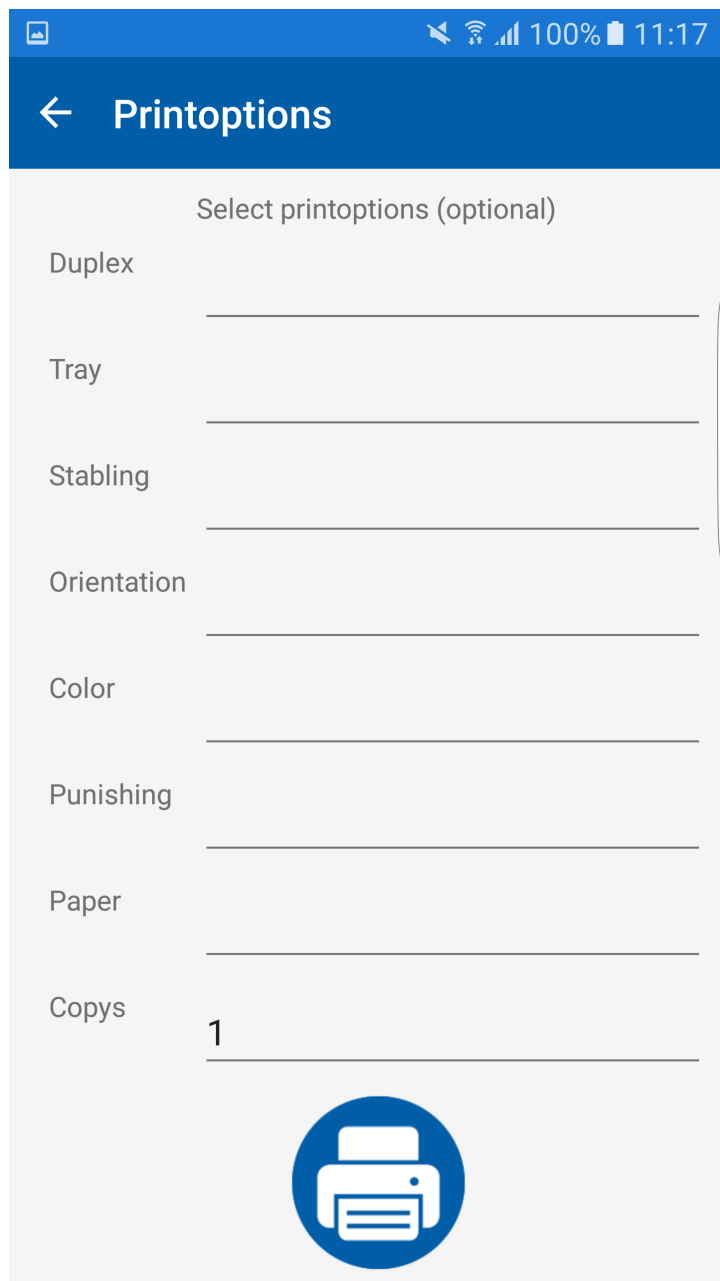 100% 11:17
Printoptions
Select printoptions (optional)
Duplex
Tray
Stabling
Orientation
Color
Punishing
Paper
Copys
1